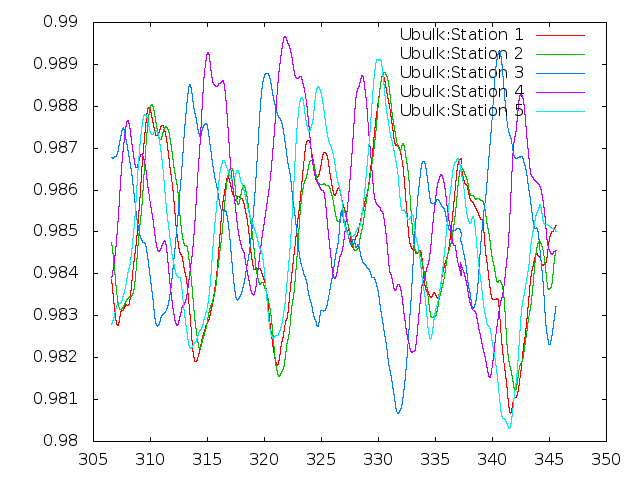 0.99
0.989
0.988
0.987
0.986
0.985
0.984
0.983
0.982
0.981
0.98
305 310 315 320 325 330 335 340 345 350
Ubulk:Station 1
Ubulk:Station 2
Ubulk:Station 3
Ubulk:Station 4
Ubulk:Station 5